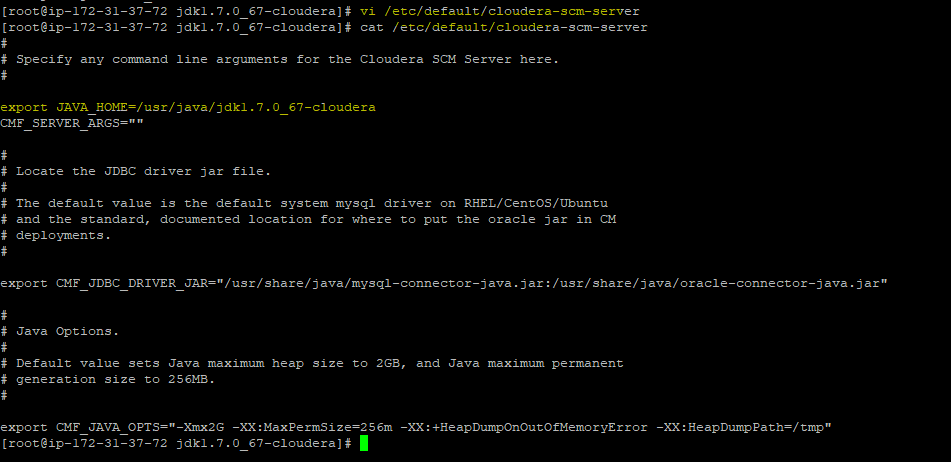 [root@ip-172-31-37-72 jdk1.7.0_67-cloudera]# vi /etc/default/cloudera-scm-server
[root@ip-172-31-37-72 jdk1.7.0_67-cloudera]# cat /etc/default/cloudera-scm-server
#
# Specify any command line arguments for the Cloudera SCM Server here.
#
export JAVA_HOME=/usr/java/jdk1.7.0_67-cloudera
CMF_SERVER_ARGS=""
#
# Locate the JDBC driver jar file.
#
# The default value is the default system mysql driver on RHEL/CentOS/Ubuntu
# and the standard, documented location for where to put the oracle jar in CM
# deployments.
#
export CMF_JDBC_DRIVER_JAR="/usr/share/java/mysql-connector-java.jar:/usr/share/java/oracle-connector-java.jar"
#
# Java Options.
#
# Default value sets Java maximum heap size to 2GB, and Java maximum permanent
# generation size to 256MB.
#
export CMF_JAVA_OPTS="-Xmx2G -XX:MaxPermSize=256m -XX:+HeapDumpOnOutOfMemoryError -XX:HeapDumpPath=/tmp"
[root@ip-172-31-37-72 jdk1.7.0_67-cloudera]#